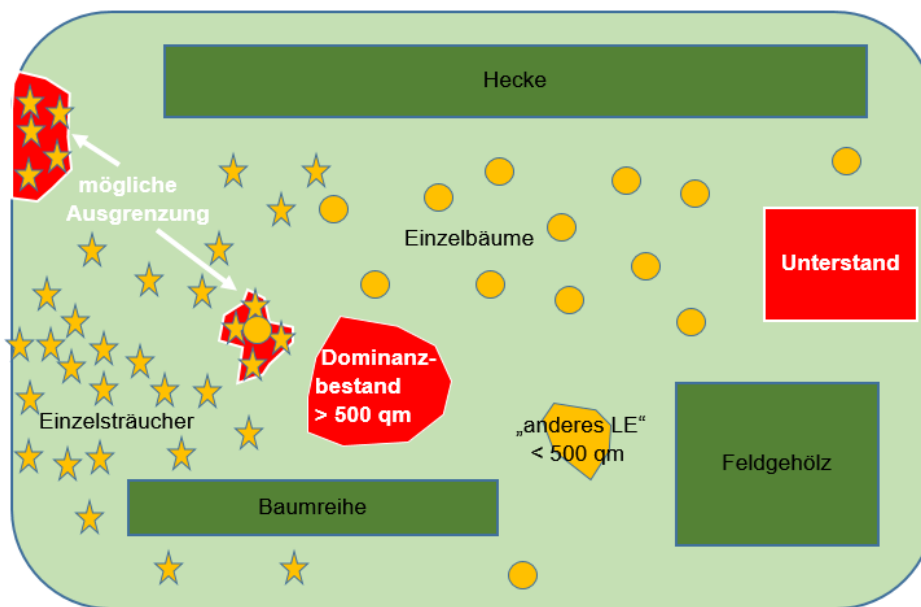 Hecke
mögliche
Ausgrenzung
Einzelbäume
Unterstand
Dominanz-
bestand
> 500 qm
Einzelsträucher
„anderes LE“
< 500 qm
Feldgehölz
Baumreihe